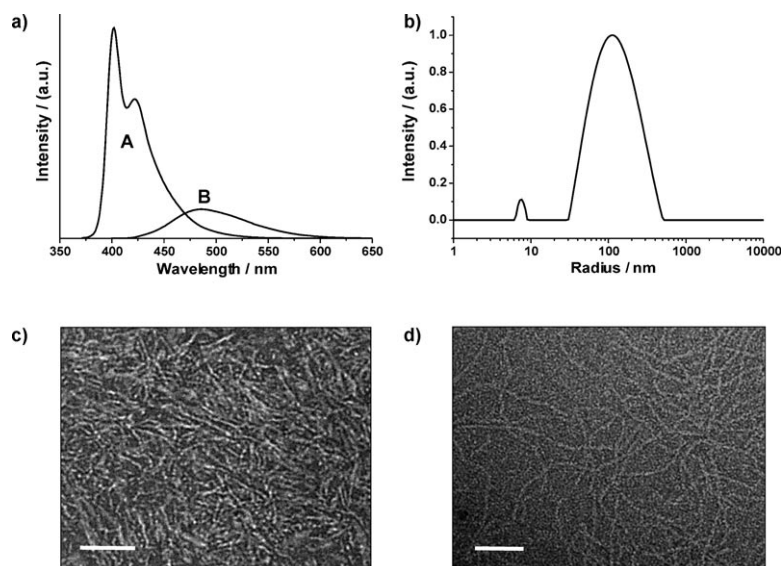 a)
Intensity / (a.u.)
A
B
350 400 450 500 550 600 650
Wavelength / nm
b)
Intensity / (a.u.)
1.0
0.8
0.6
0.4
0.2
0.0
1 10 100 1000 10000
Radius / nm
c)
d)